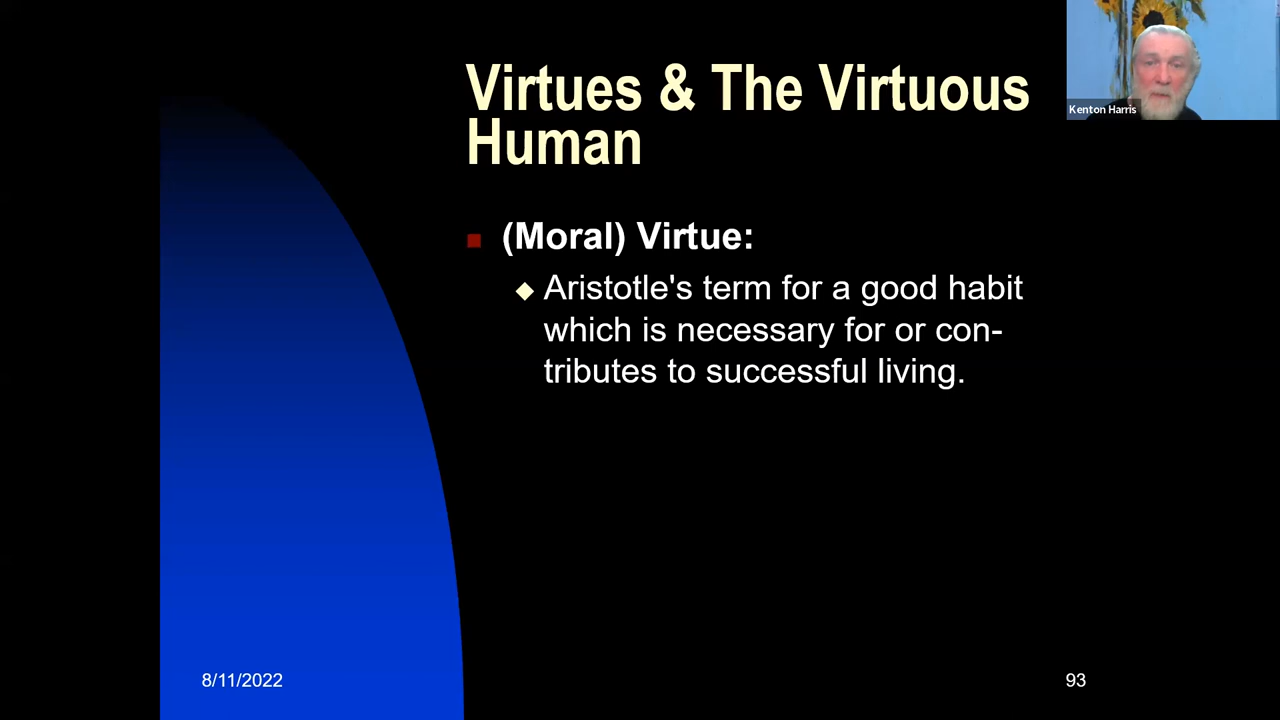 Virtues & The Virtuous
Human
Kenton Harris
(Moral) Virtue:
Aristotle's term for a good habit
which is necessary for or con-
tributes to successful living.
8/11/2022
93